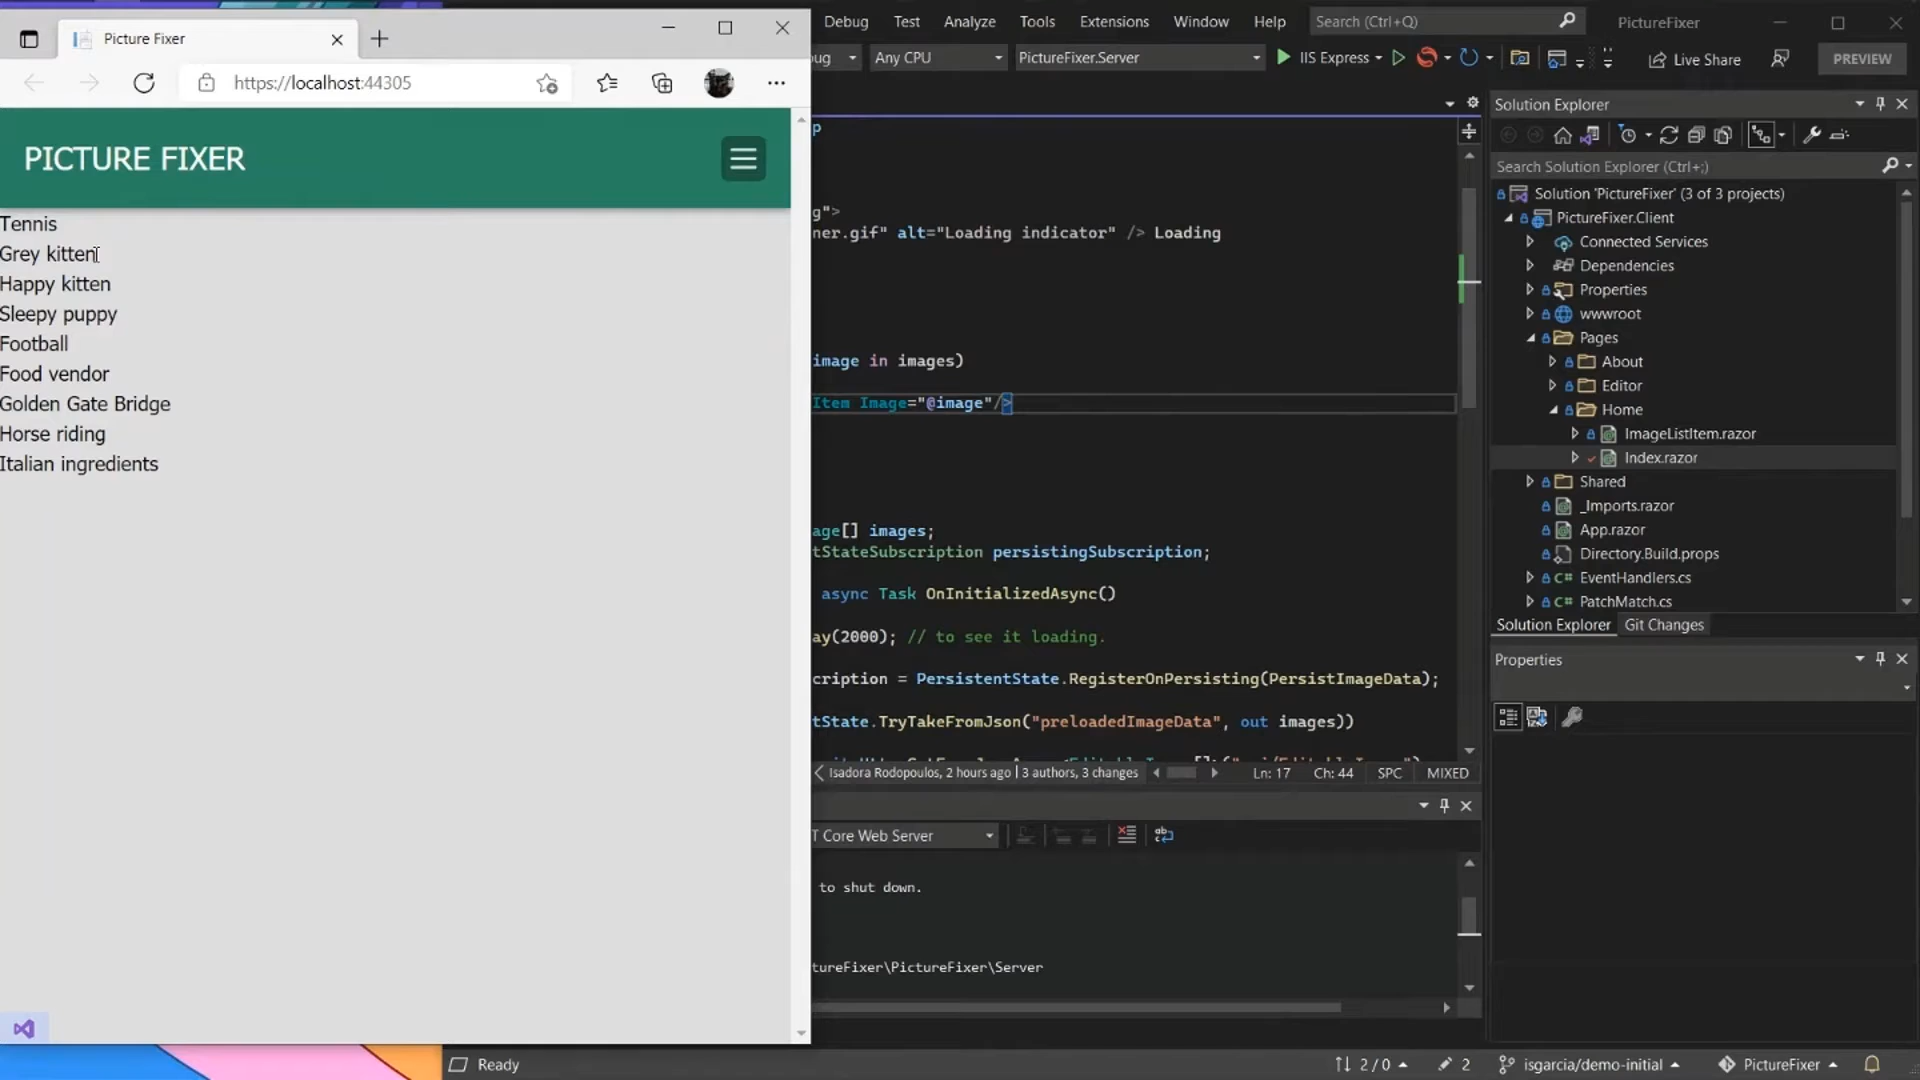 Picture Fixer
https://localhost:44305
PICTURE FIXER
Tennis
Grey kitten
Happy kitten
Sleepy puppy
Football
Food vendor
Golden Gate Bridge
Horse riding
Italian ingredients
Debug Test Analyze Tools Extensions Window Help Search (Ctrl+Q) PictureFixer
ug Any CPU PictureFixer.Server IIS Express Live Share PREVIEW
p
g">
ner.gif" alt="Loading indicator" /> Loading
image in images)
Item Image="@image"/>
age[] images;
tStateSubscription persistingSubscription;
async Task OnInitializedAsync()
ay(2000); // to see it loading.
cription = PersistentState.RegisterOnPersisting(PersistImageData);
tState.TryTakeFromJson("preloadedImageData", out images))
Isadora Rodopoulos, 2 hours ago | 3 authors, 3 changes Ln: 17 Ch: 44 SPC MIXED
T Core Web Server
to shut down.
tureFixer\PictureFixer\Server
Solution Explorer
Search Solution Explorer (Ctrl+;)
Solution 'PictureFixer' (3 of 3 projects)
PictureFixer.Client
Connected Services
Dependencies
Properties
wwwroot
Pages
About
Editor
Home
ImageListItem.razor
Index.razor
Shared
_Imports.razor
App.razor
Directory.Build.props
C# EventHandlers.cs
C# PatchMatch.cs
Solution Explorer Git Changes
Properties
Ready 2 / 0 2 isgarcia/demo-initial PictureFixer